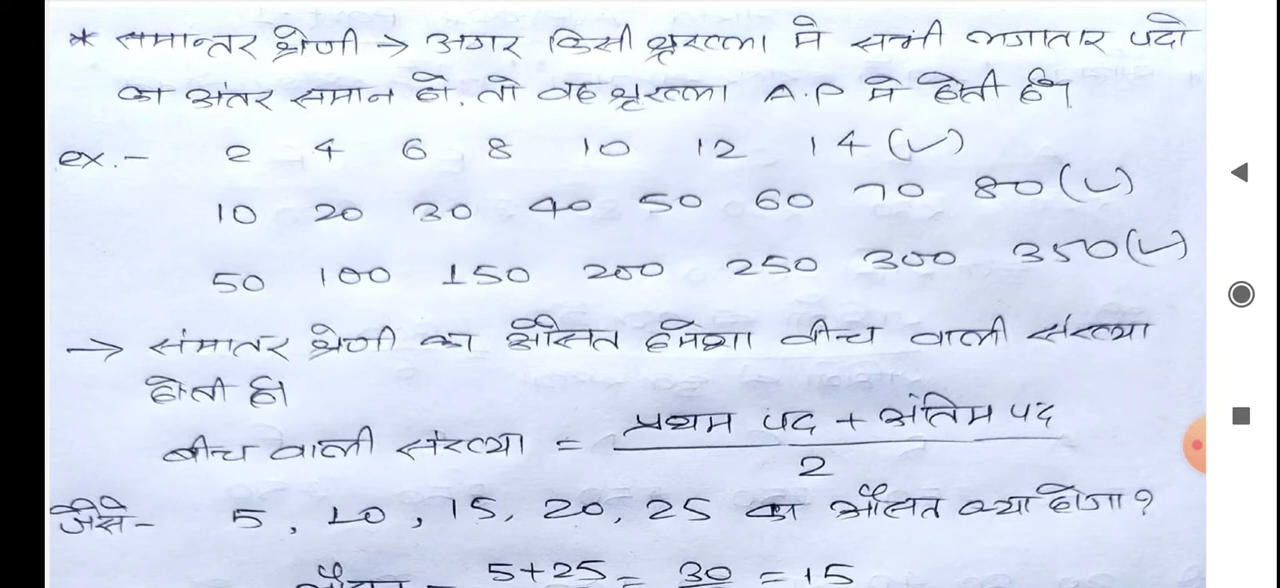 * समान्तर श्रेणी → अगर किसी श्रृंखला मे सभी लगातार पदो
का अंतर समान हो, तो वह श्रृंखला A.P मे होती है।
ex.- 2 4 6 8 10 12 14 (✓)
10 20 30 40 50 60 70 80 (✓)
50 100 150 200 250 300 350 (✓)
→ संमातर श्रेणी का औसत हमेशा बीच वाली संख्या
होती है।
बीच वाली संख्या = प्रथम पद + अंतिम पद
2
जैसे- 5, 10, 15, 20, 25 का औसत क्या होगा?
5+25 = 30 = 15